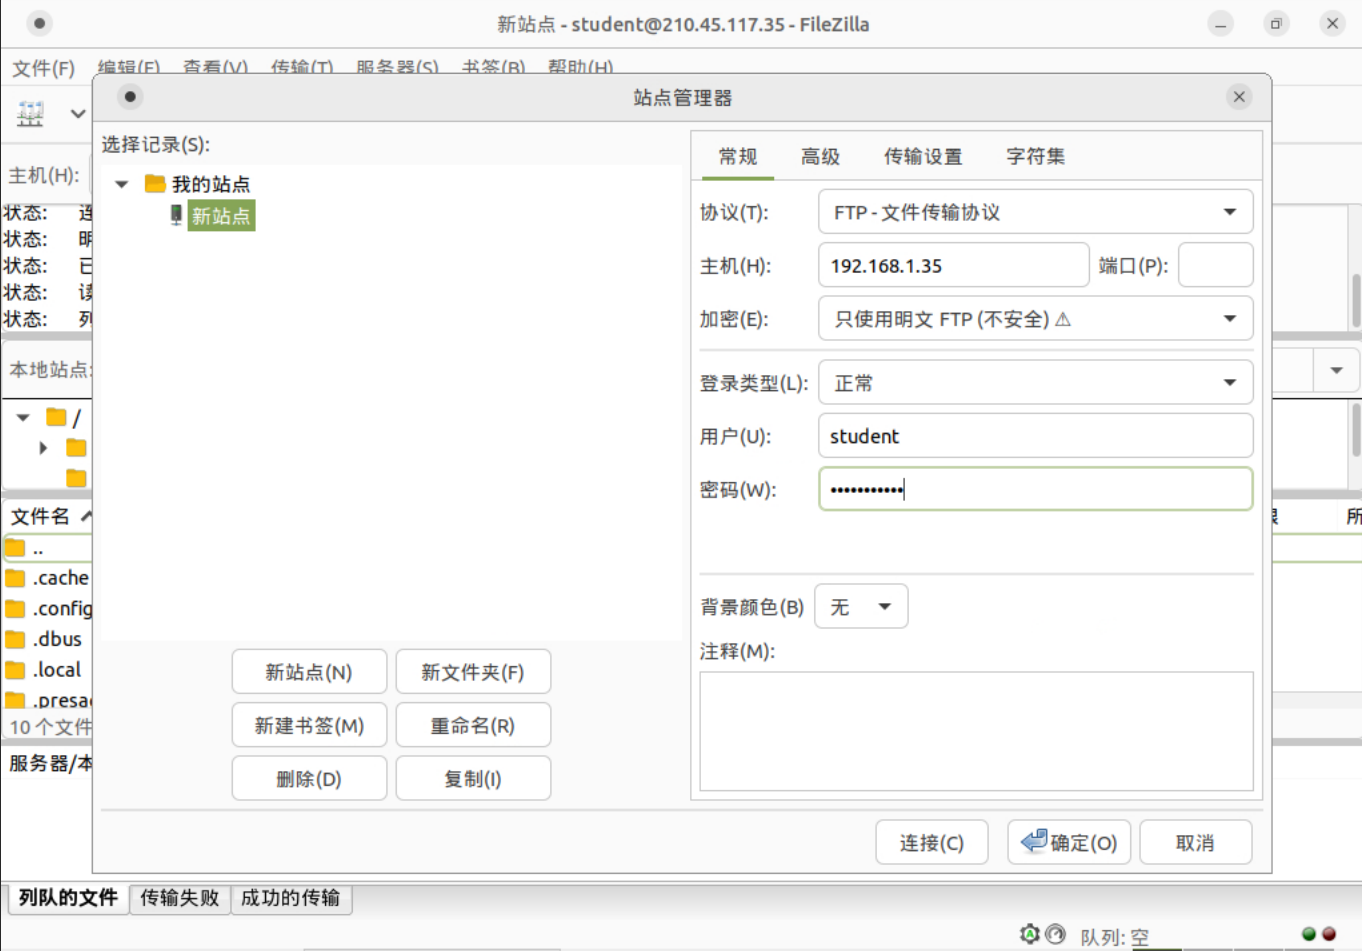 新站点 - student@210.45.117.35 - FileZilla
文件(F) 编辑(E) 查看(V) 传输(T) 服务器(S) 书签(B) 帮助(H)
站点管理器
主机(H):
状态: 连
状态: 明
状态: 已
状态: 读
状态: 列
本地站点:
/
文件名
..
.cache
.config
.dbus
.local
10 个文件
服务器/本
选择记录(S):
我的站点
新站点
新站点(N) 新文件夹(F)
新建书签(M) 重命名(R)
删除(D) 复制(I)
常规 高级 传输设置 字符集
协议(T): FTP - 文件传输协议
主机(H): 192.168.1.35 端口(P):
加密(E): 只使用明文 FTP (不安全) ⚠
登录类型(L): 正常
用户(U): student
密码(W): •••••••••••
背景颜色(B) 无
注释(M):
连接(C) 确定(O) 取消
所
列队的文件 传输失败 成功的传输
队列: 空